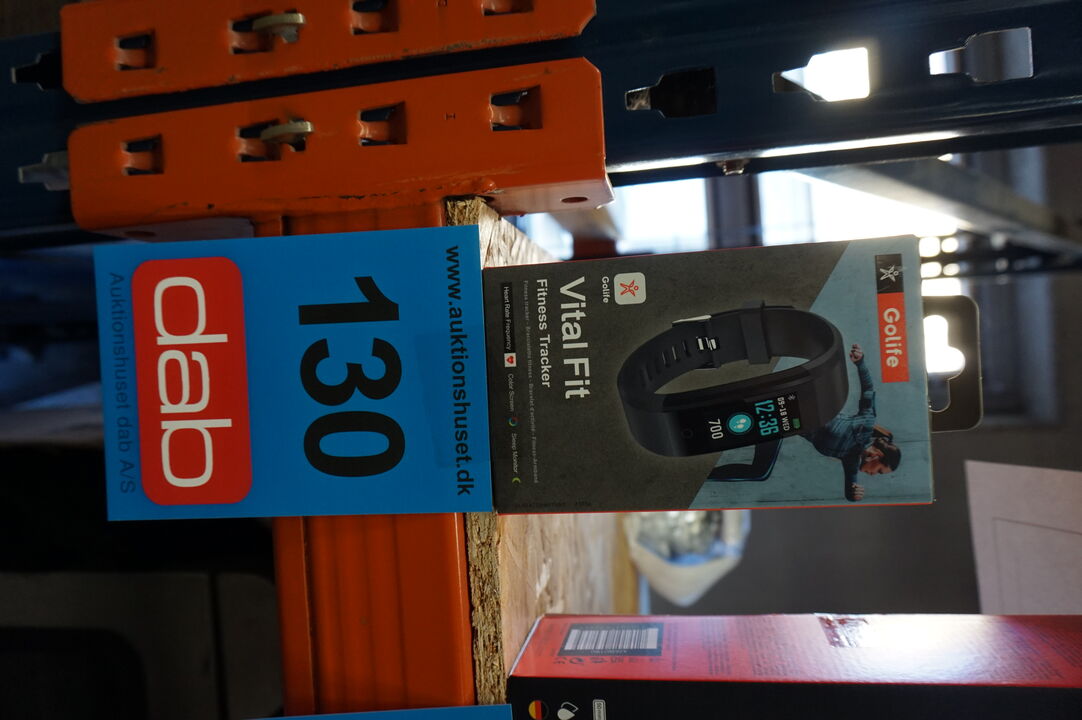 Golife
09-18 WED
12:36
700
Golife
Vital Fit
Fitness Tracker
Heart Rate Frequency
Color Screen
Sleep Monitor
www.auktionshuset.dk
130
dab
Auktionshuset dab A/S